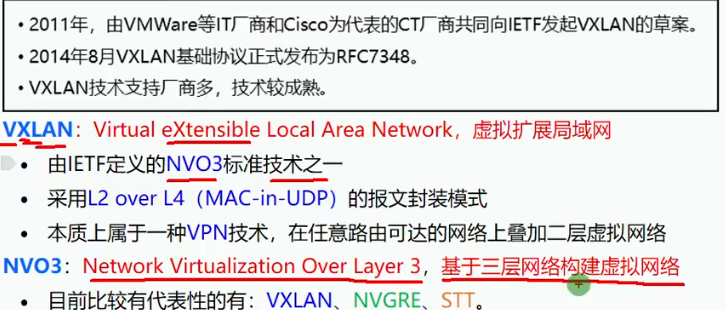 • 2011年，由VMWare等IT厂商和Cisco为代表的CT厂商共同向IETF发起VXLAN的草案。
• 2014年8月VXLAN基础协议正式发布为RFC7348。
• VXLAN技术支持厂商多，技术较成熟。
VXLAN：Virtual eXtensible Local Area Network，虚拟扩展局域网
• 由IETF定义的NVO3标准技术之一
• 采用L2 over L4（MAC-in-UDP）的报文封装模式
• 本质上属于一种VPN技术，在任意路由可达的网络上叠加二层虚拟网络
NVO3：Network Virtualization Over Layer 3，基于三层网络构建虚拟网络
• 目前比较有代表性的有：VXLAN、NVGRE、STT。